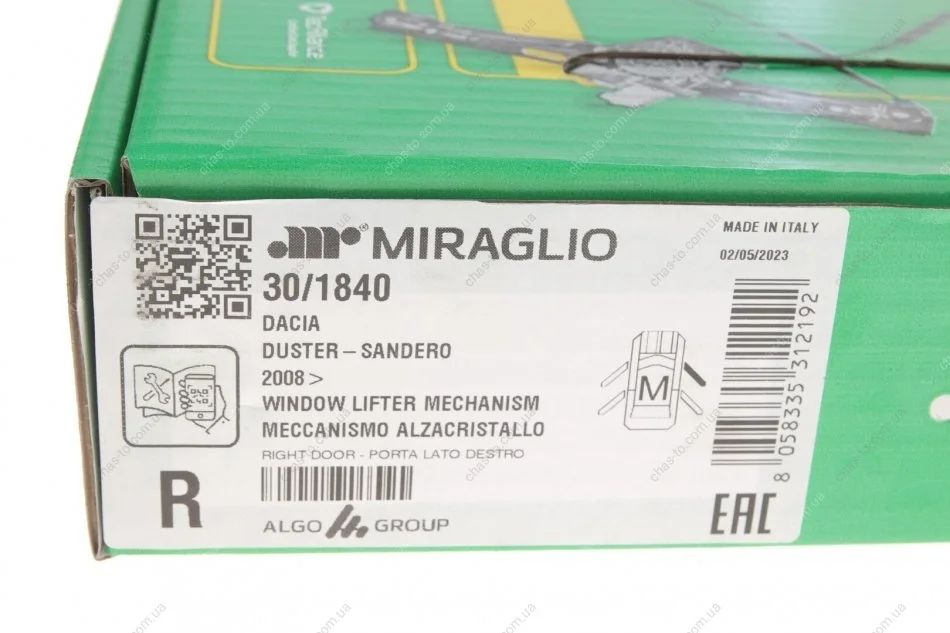 TecAlliance
MIRAGLIO®
30/1840
DACIA
DUSTER – SANDERO
2008 >
WINDOW LIFTER MECHANISM
MECCANISMO ALZACRISTALLO
RIGHT DOOR - PORTA LATO DESTRO
ALGO GROUP
R
MADE IN ITALY
02/05/2023
M
8 058335 312192
EAC
chas-to.com.ua